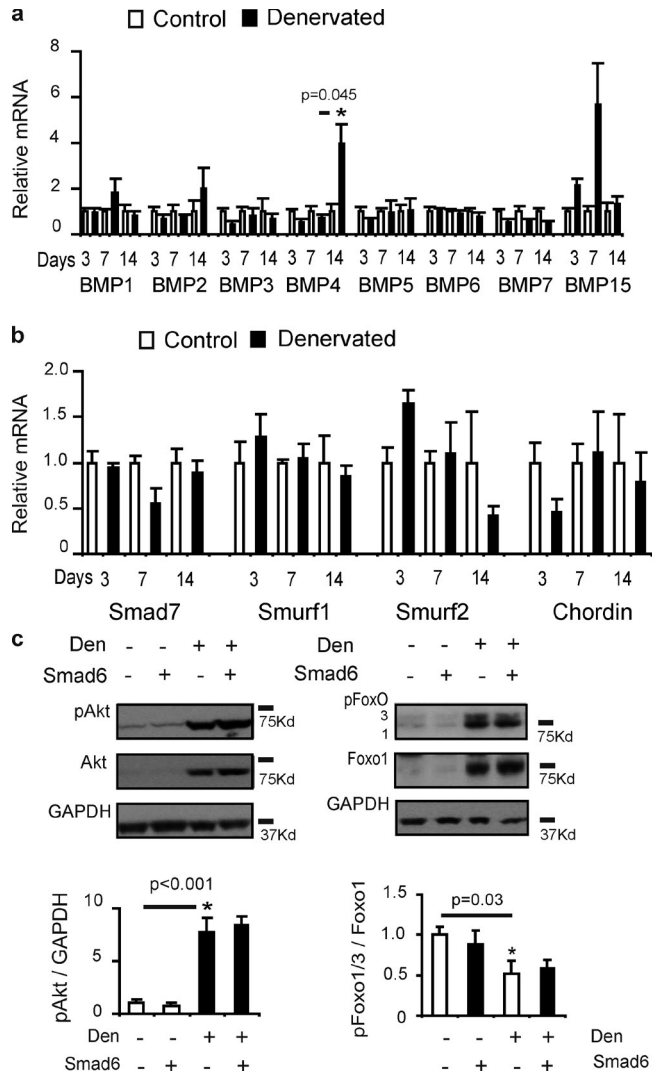 a
Control Denervated
Relative mRNA
8
6
4
2
0
p=0.045
*
Days 3 7 14 3 7 14 3 7 14 3 7 14 3 7 14 3 7 14 3 7 14 3 7 14
BMP1 BMP2 BMP3 BMP4 BMP5 BMP6 BMP7 BMP15
b
Control Denervated
Relative mRNA
2.0
1.5
1.0
0.5
0
Days 3 7 14 3 7 14 3 7 14 3 7 14
Smad7 Smurf1 Smurf2 Chordin
c
Den - - + +
Smad6 - + - +
pAkt
75Kd
Akt
75Kd
GAPDH
37Kd
Den - - + +
Smad6 - + - +
pFoxO
3
1
75Kd
Foxo1
75Kd
GAPDH
37Kd
pAkt / GAPDH
10
5
0
p<0.001
*
Den - - + +
Smad6 - + - +
pFoxo1/3 / Foxo1
1.5
1.0
0.5
0
p=0.03
*
- - + + Den
- + - + Smad6